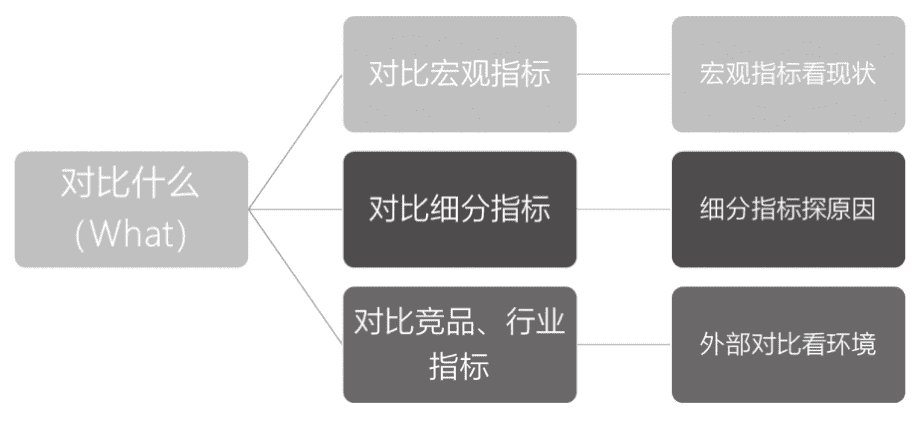 对比什么
（What）
对比宏观指标
宏观指标看现状
对比细分指标
细分指标探原因
对比竞品、行业
指标
外部对比看环境